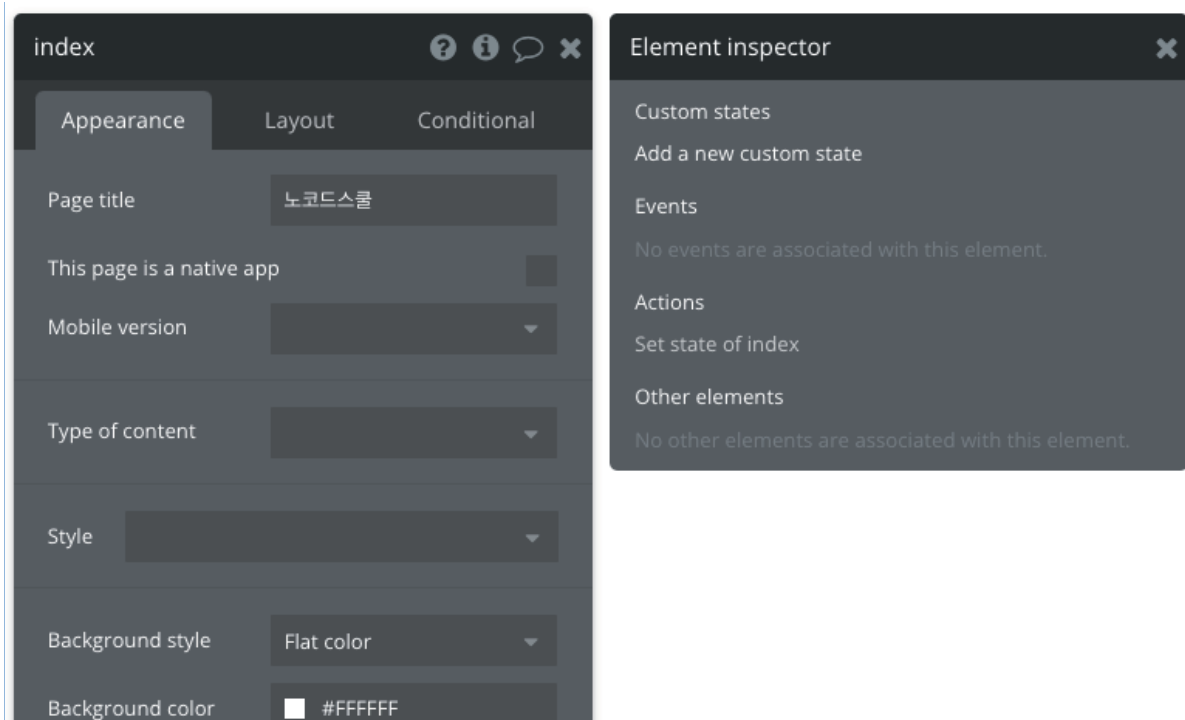 index
Appearance
Layout
Conditional
Page title
노코드스쿨
This page is a native app
Mobile version
Type of content
Style
Background style
Flat color
Background color
#FFFFFF
Element inspector
Custom states
Add a new custom state
Events
No events are associated with this element.
Actions
Set state of index
Other elements
No other elements are associated with this element.